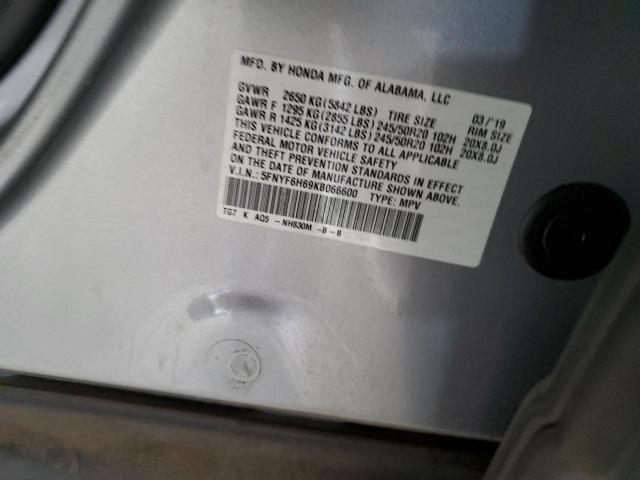 MFD. BY HONDA MFG. OF ALABAMA, LLC 03/'19
GVWR 2650 KG(5842 LBS) TIRE SIZE RIM SIZE
GAWR F 1295 KG(2855 LBS) 245/50R20 102H 20X8.0J
GAWR R 1425 KG(3142 LBS) 245/50R20 102H 20X8.0J
THIS VEHICLE CONFORMS TO ALL APPLICABLE
FEDERAL MOTOR VEHICLE SAFETY
AND THEFT PREVENTION STANDARDS IN EFFECT
ON DATE OF MANUFACTURE SHOWN ABOVE.
V.I.N.: 5FNYF6H69KB066600 TYPE: MPV
TG7 K AQ5 -NH830M -B-B